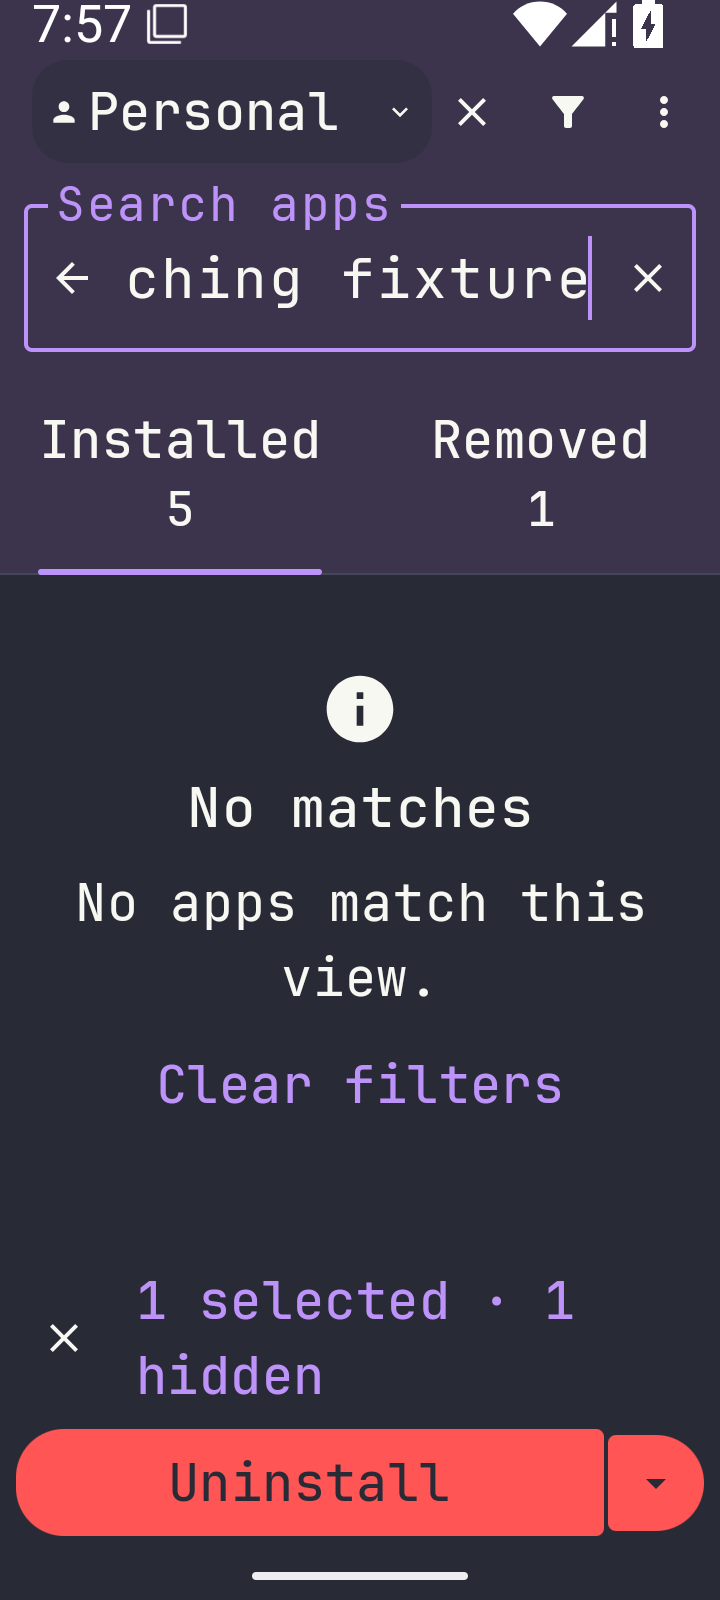 7:57
Personal
Search apps
ching fixture
Installed
5
Removed
1
No matches
No apps match this
view.
Clear filters
1 selected · 1
hidden
Uninstall